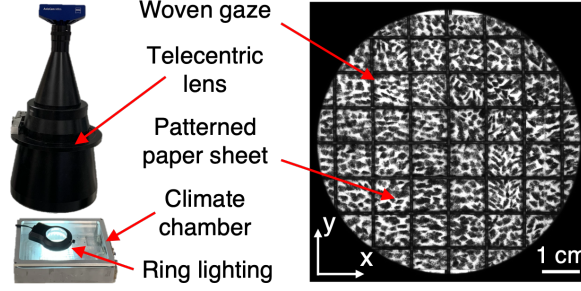 Woven gaze
Telecentric
lens
Patterned
paper sheet
Climate
chamber
Ring lighting
y
x
1 cm